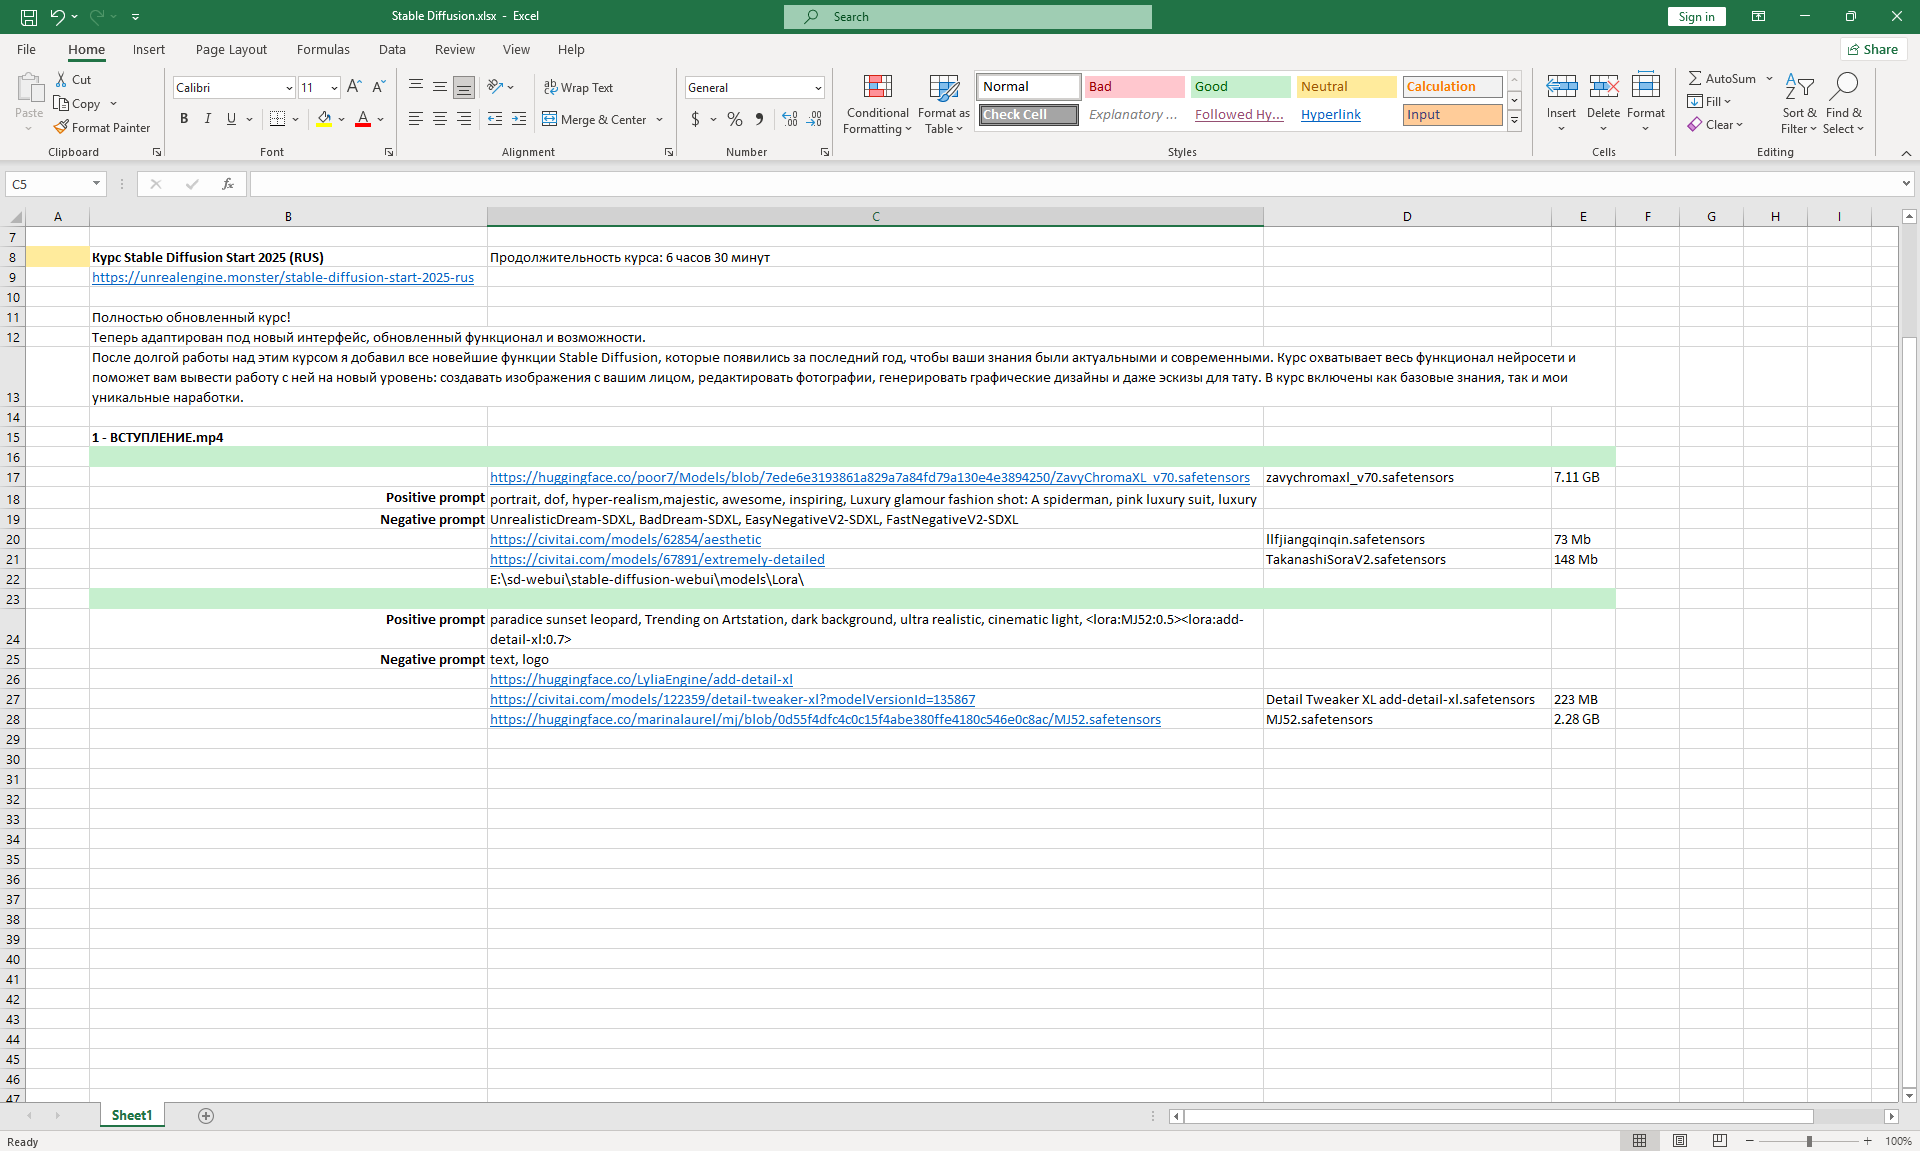 Stable Diffusion.xlsx - Excel
Search
Sign in
File Home Insert Page Layout Formulas Data Review View Help
Share
Paste
Cut
Copy
Format Painter
Clipboard
Calibri 11
B I U
Font
Wrap Text
Merge & Center
Alignment
General
$ % ,
Number
Conditional Formatting
Format as Table
Normal Bad Good Neutral Calculation
Check Cell Explanatory ... Followed Hy... Hyperlink Input
Styles
Insert Delete Format
Cells
AutoSum
Fill
Clear
Sort & Filter
Find & Select
Editing
C5
fx
A B C D E F G H I
7
8 Курс Stable Diffusion Start 2025 (RUS) Продолжительность курса: 6 часов 30 минут
9 https://unrealengine.monster/stable-diffusion-start-2025-rus
10
11 Полностью обновленный курс!
12 Теперь адаптирован под новый интерфейс, обновленный функционал и возможности.
После долгой работы над этим курсом я добавил все новейшие функции Stable Diffusion, которые появились за последний год, чтобы ваши знания были актуальными и современными. Курс охватывает весь функционал нейросети и
поможет вам вывести работу с ней на новый уровень: создавать изображения с вашим лицом, редактировать фотографии, генерировать графические дизайны и даже эскизы для тату. В курс включены как базовые знания, так и мои
13 уникальные наработки.
14
15 1 - ВСТУПЛЕНИЕ.mp4
16
17 https://huggingface.co/poor7/Models/blob/7ede6e3193861a829a7a84fd79a130e4e3894250/ZavyChromaXL_v70.safetensors zavychromaxl_v70.safetensors 7.11 GB
18 Positive prompt portrait, dof, hyper-realism,majestic, awesome, inspiring, Luxury glamour fashion shot: A spiderman, pink luxury suit, luxury
19 Negative prompt UnrealisticDream-SDXL, BadDream-SDXL, EasyNegativeV2-SDXL, FastNegativeV2-SDXL
20 https://civitai.com/models/62854/aesthetic llfjiangqinqin.safetensors 73 Mb
21 https://civitai.com/models/67891/extremely-detailed TakanashiSoraV2.safetensors 148 Mb
22 E:\sd-webui\stable-diffusion-webui\models\Lora\
23
Positive prompt paradice sunset leopard, Trending on Artstation, dark background, ultra realistic, cinematic light, <lora:MJ52:0.5><lora:add-
24 detail-xl:0.7>
25 Negative prompt text, logo
26 https://huggingface.co/LyliaEngine/add-detail-xl
27 https://civitai.com/models/122359/detail-tweaker-xl?modelVersionId=135867 Detail Tweaker XL add-detail-xl.safetensors 223 MB
28 https://huggingface.co/marinalaurel/mj/blob/0d55f4dfc4c0c15f4abe380ffe4180c546e0c8ac/MJ52.safetensors MJ52.safetensors 2.28 GB
29
30
31
32
33
34
35
36
37
38
39
40
41
42
43
44
45
46
47
Sheet1
Ready
100%